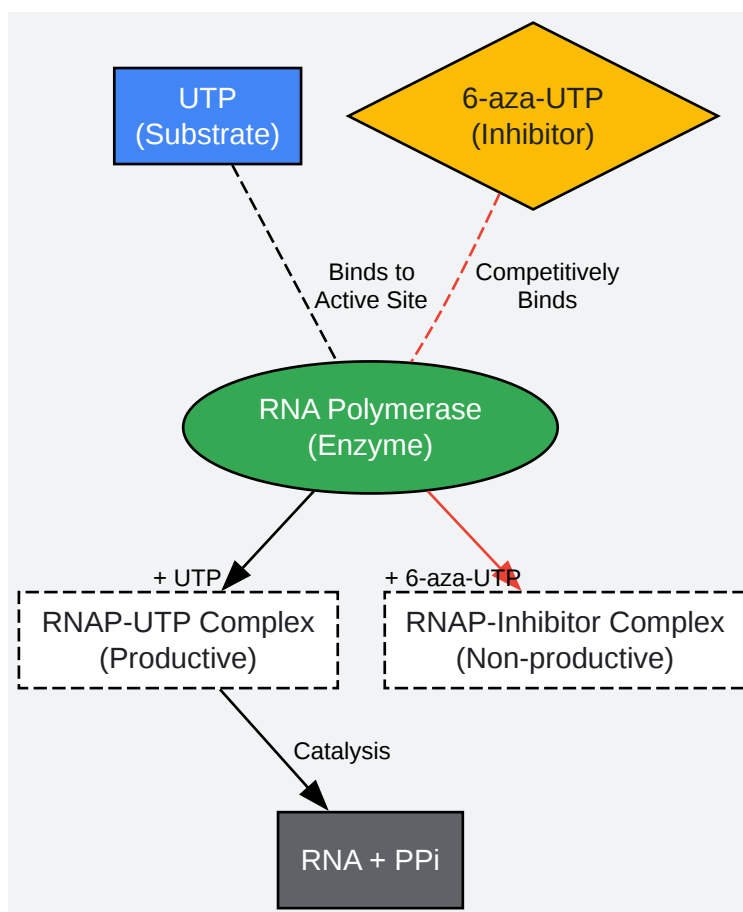 UTP
(Substrate)
6-aza-UTP
(Inhibitor)
Binds to
Active Site
Competitively
Binds
RNA Polymerase
(Enzyme)
+ UTP
+ 6-aza-UTP
RNAP-UTP Complex
(Productive)
RNAP-Inhibitor Complex
(Non-productive)
Catalysis
RNA + PPi